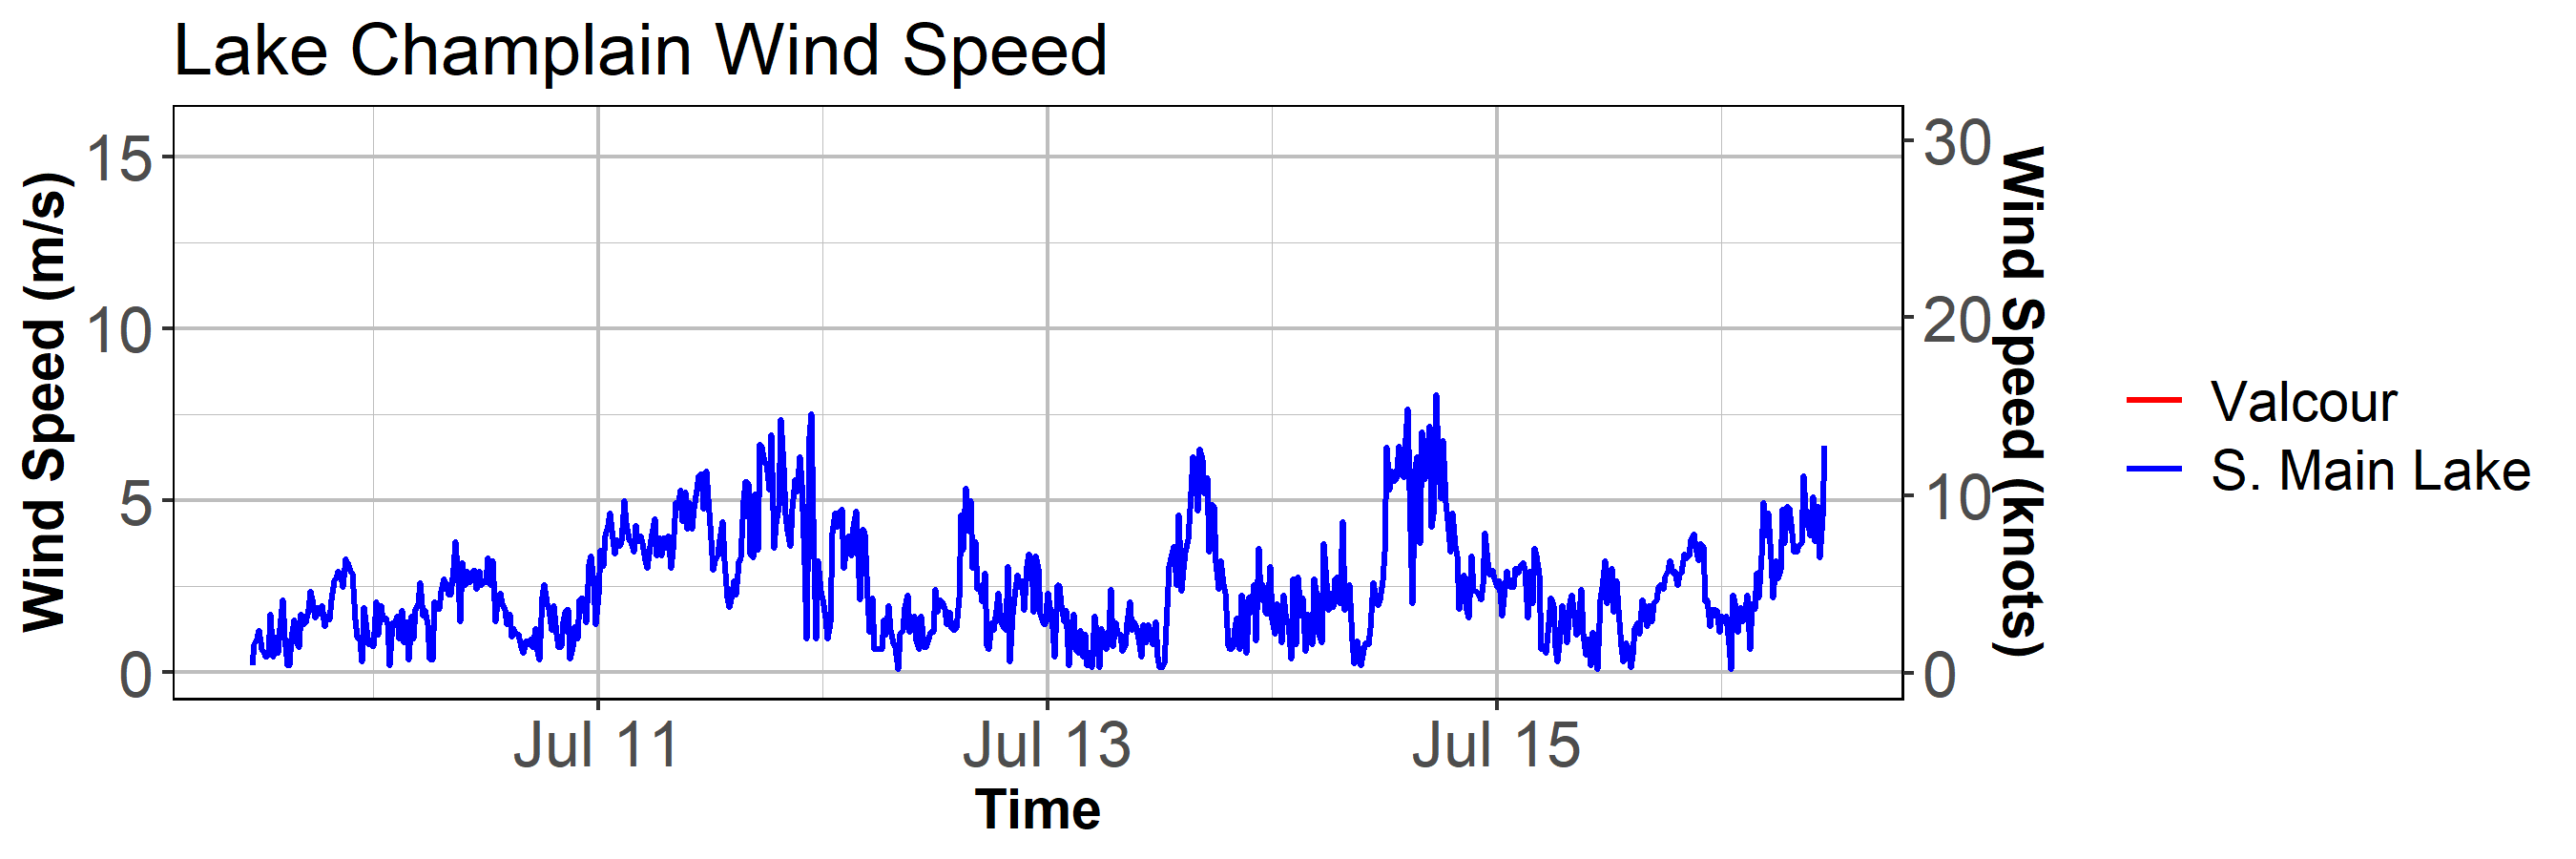 Lake Champlain Wind Speed
Wind Speed (m/s)
15
10
5
0
30
20
10
0
Wind Speed (knots)
Jul 11
Jul 13
Jul 15
Time
Valcour
S. Main Lake